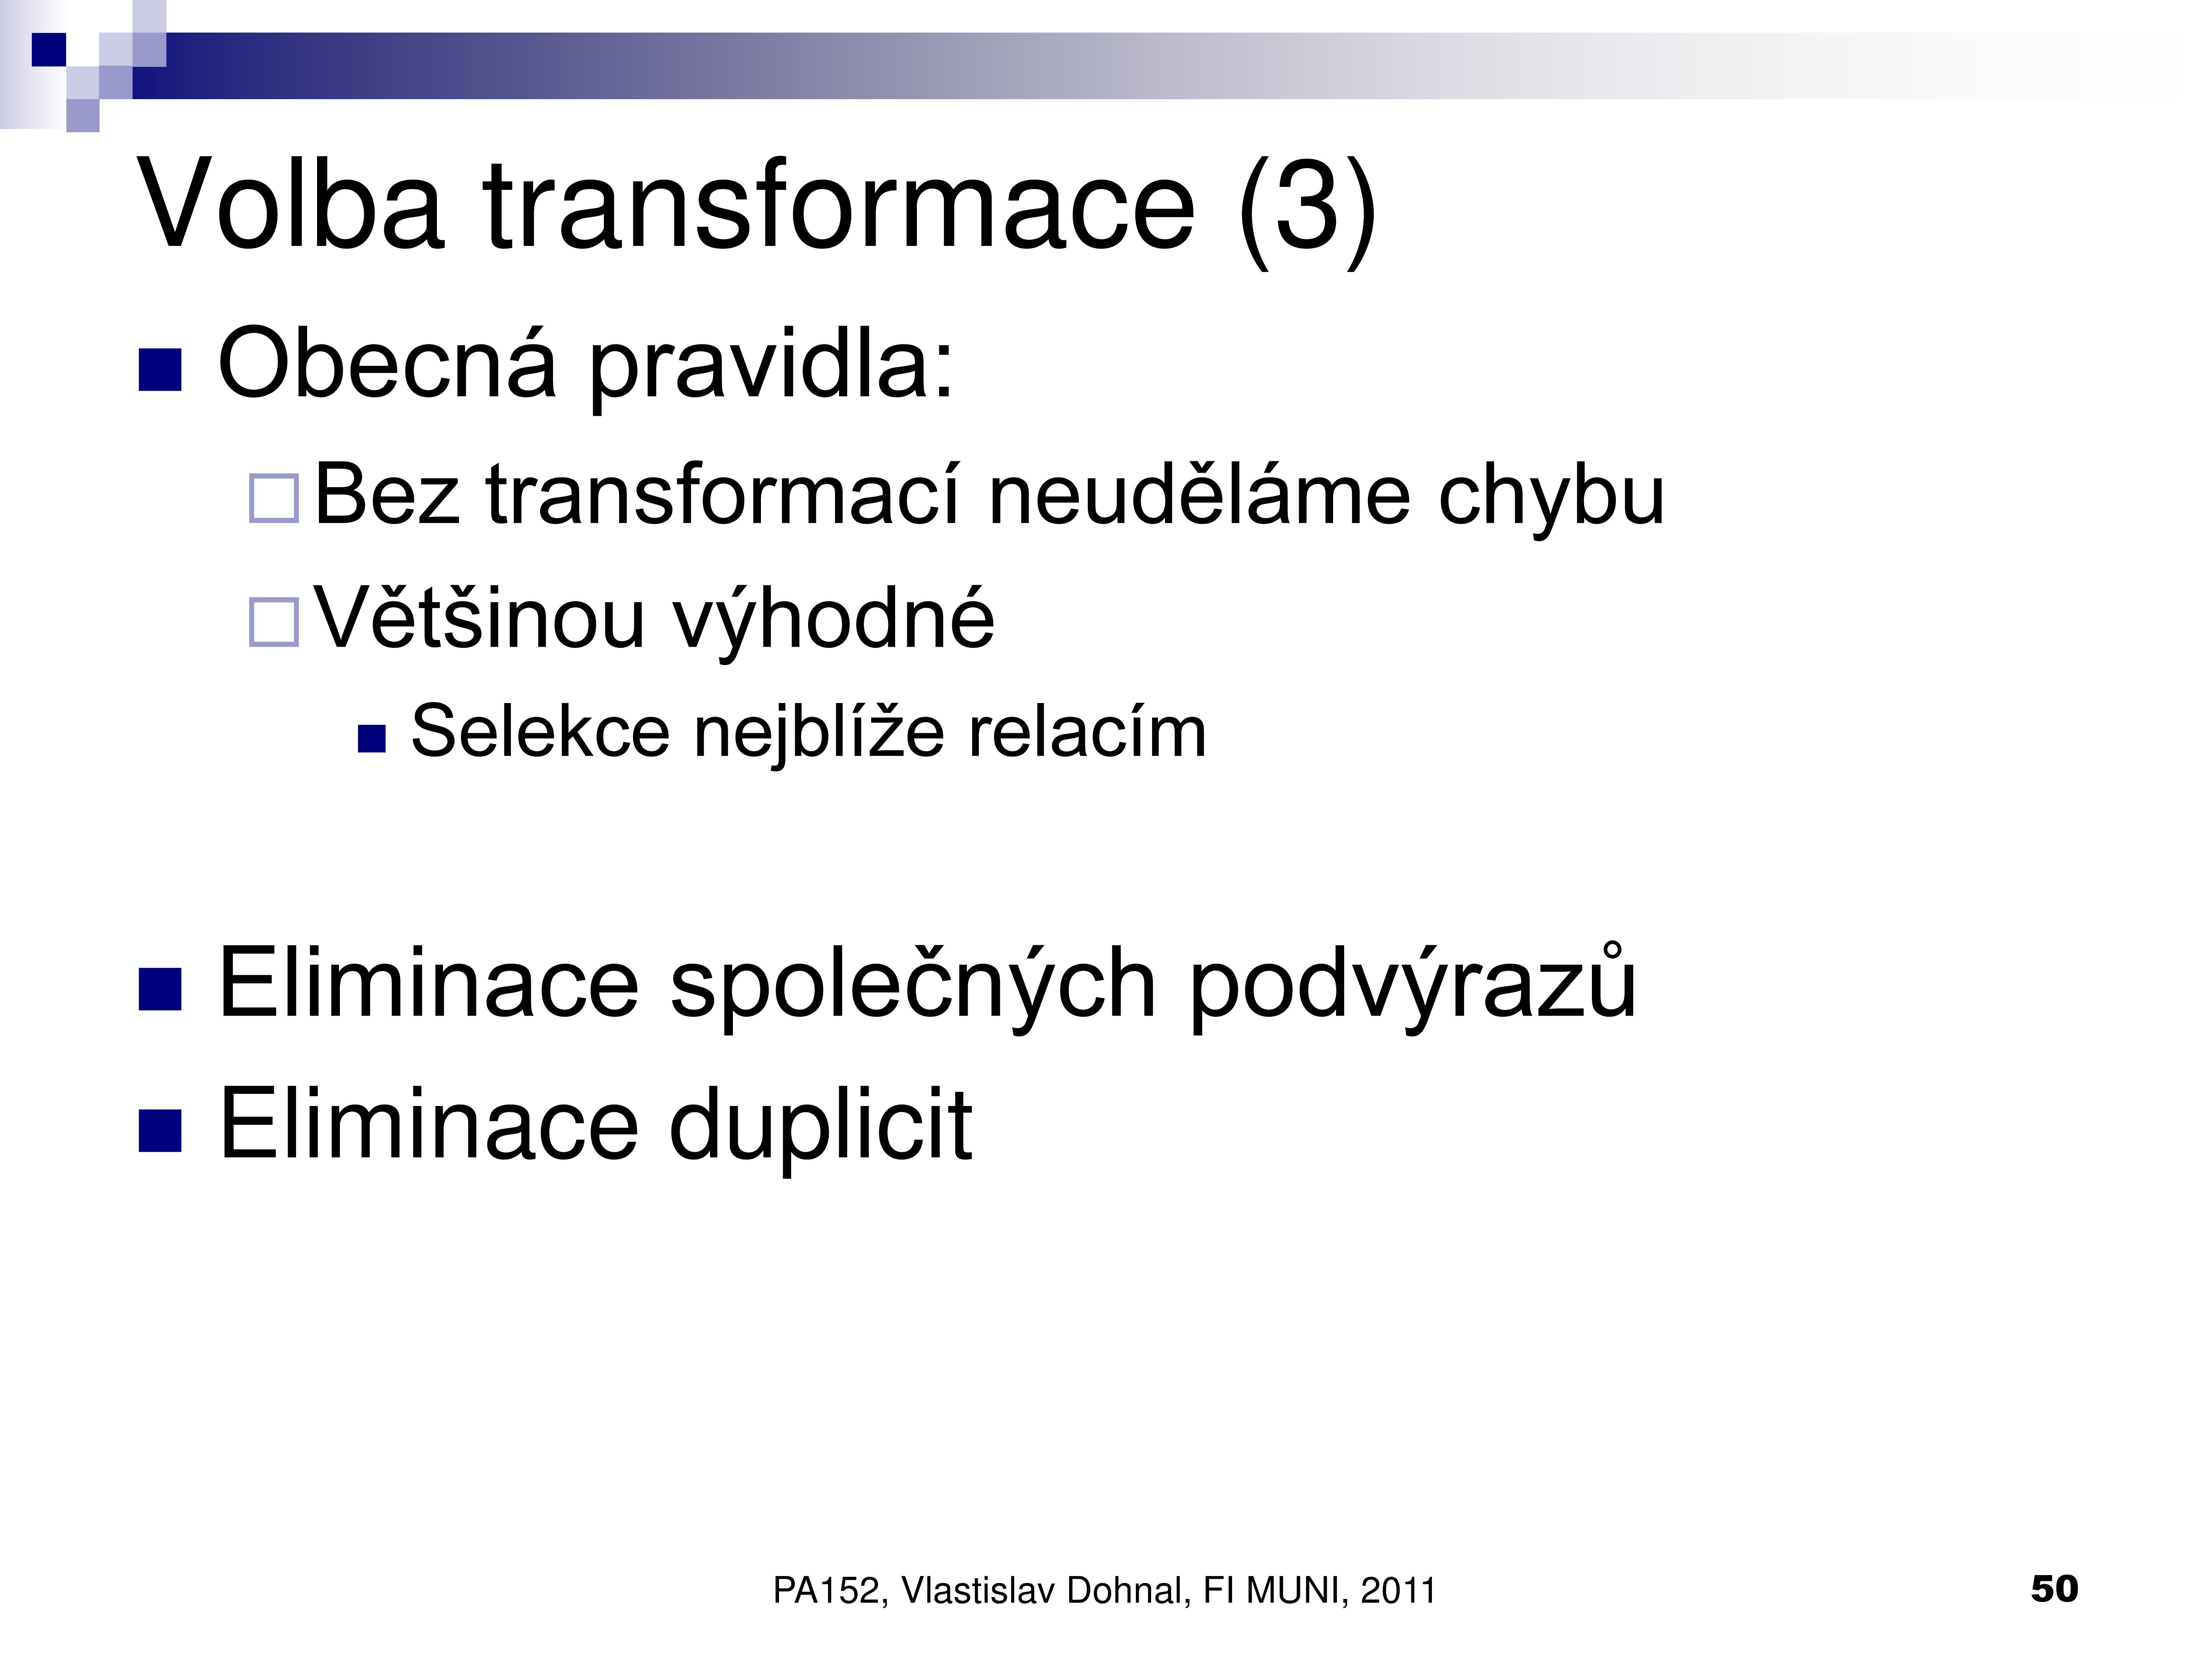 Volba transformace (3)
Obecná pravidla:
Bez transformací neuděláme chybu
Většinou výhodné
Selekce nejblíže relacím
Eliminace společných podvýrazů
Eliminace duplicit
PA152, Vlastislav Dohnal, FI MUNI, 2011
50